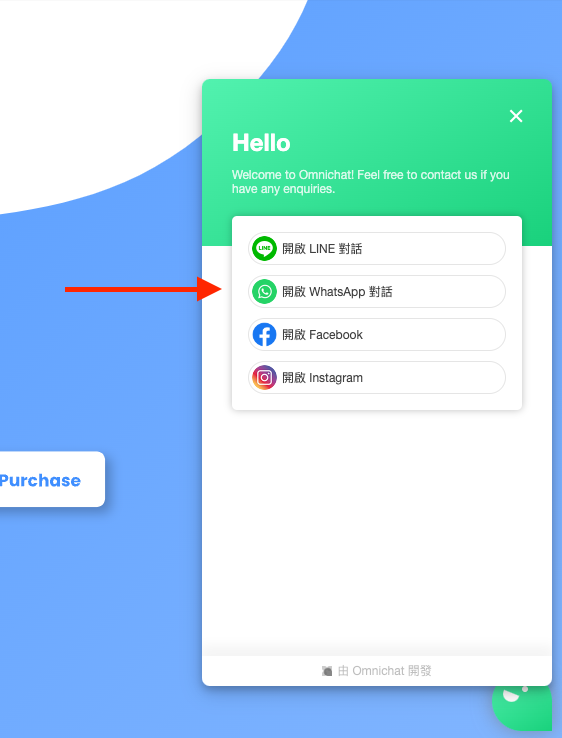 Hello
Welcome to Omnichat! Feel free to contact us if you
have any enquiries.
LINE
開啟 LINE 對話
開啟 WhatsApp 對話
開啟 Facebook
開啟 Instagram
Purchase
由 Omnichat 開發